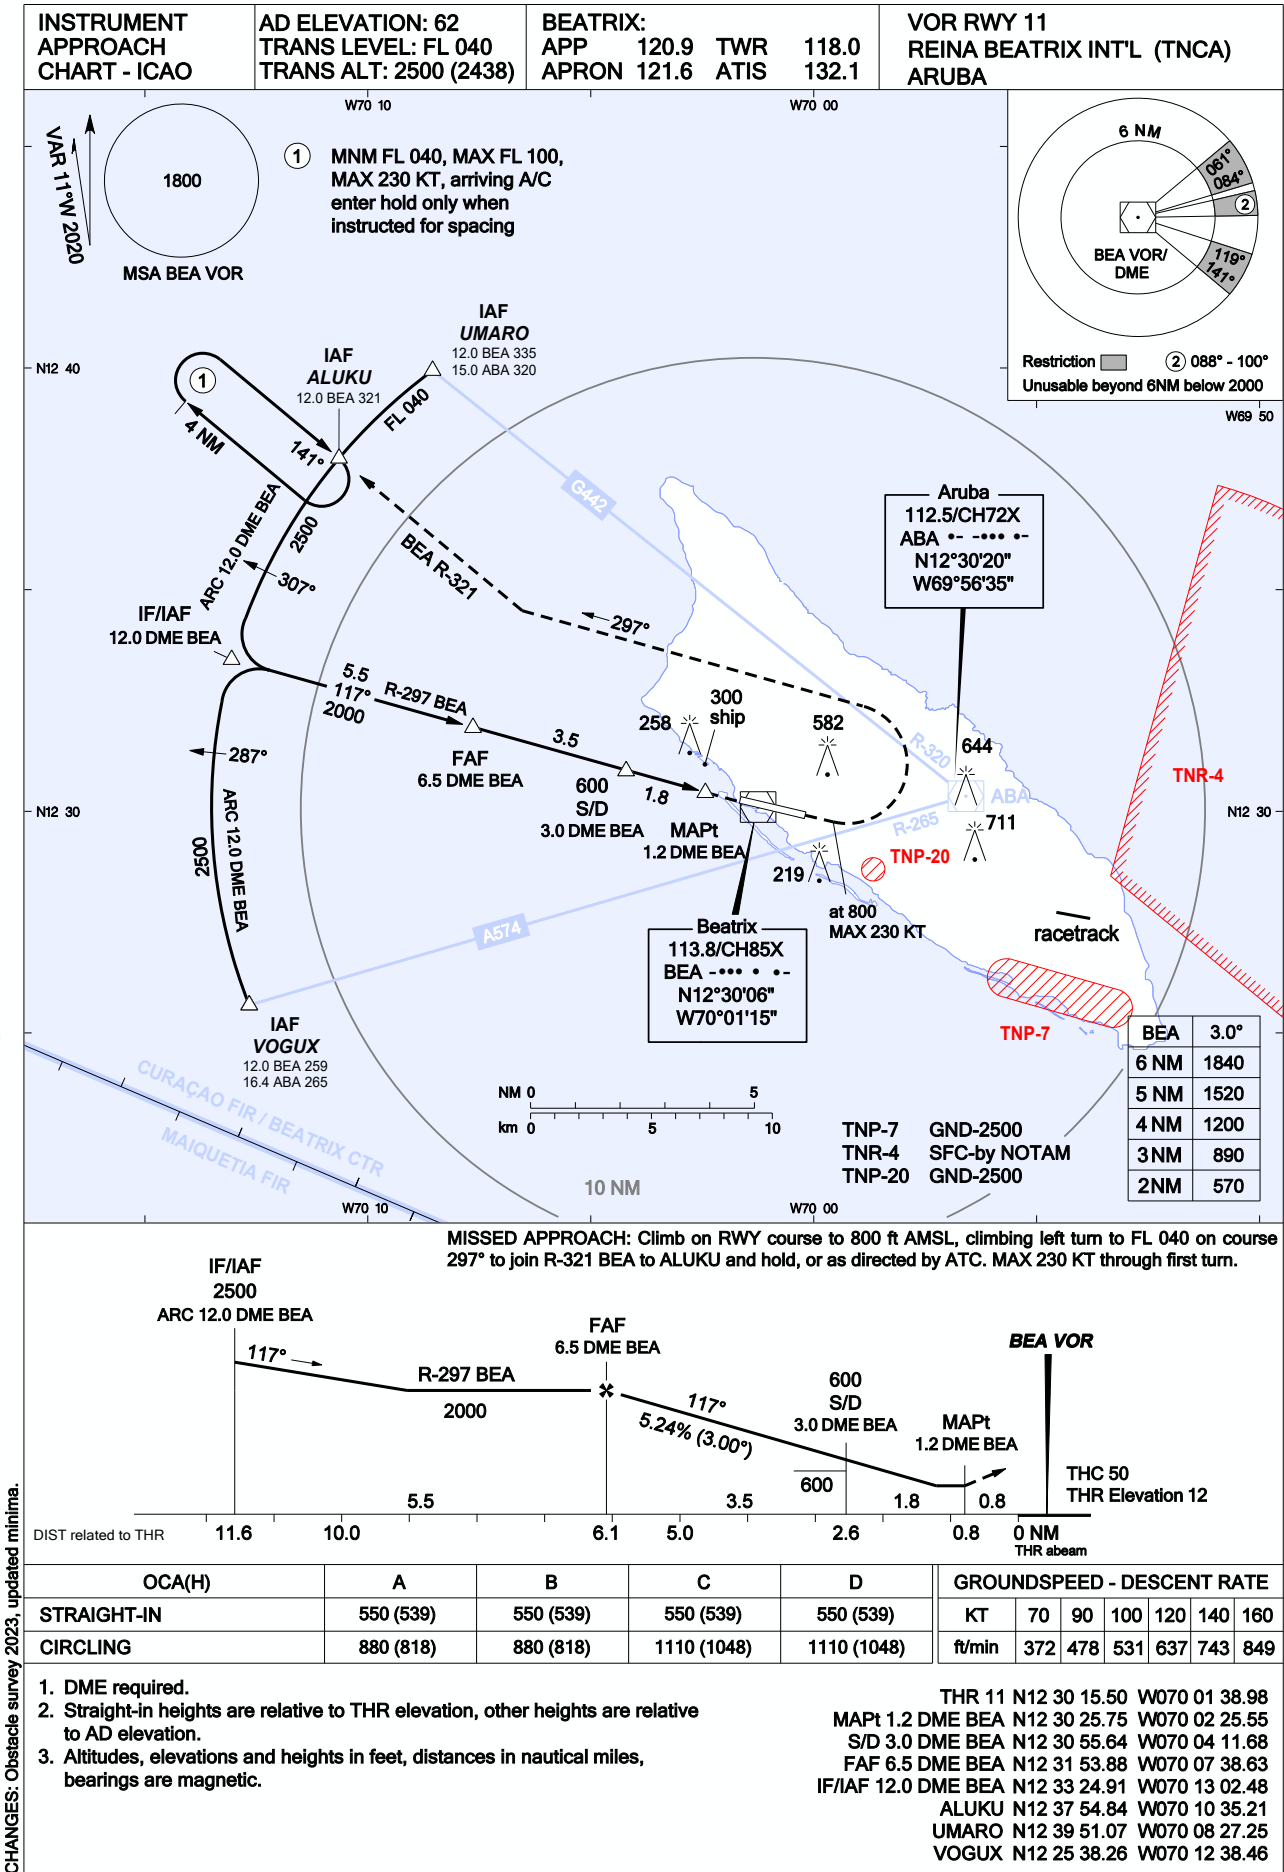 INSTRUMENT
APPROACH
CHART - ICAO
AD ELEVATION: 62
TRANS LEVEL: FL 040
TRANS ALT: 2500 (2438)
BEATRIX:
APP 120.9 TWR 118.0
APRON 121.6 ATIS 132.1
VOR RWY 11
REINA BEATRIX INT'L (TNCA)
ARUBA
W70 10
W70 00
VAR 11°W 2020
1800
MSA BEA VOR
1 MNM FL 040, MAX FL 100,
MAX 230 KT, arriving A/C
enter hold only when
instructed for spacing
6 NM
061°
084°
2
119°
141°
BEA VOR/
DME
Restriction 2 088° - 100°
Unusable beyond 6NM below 2000
W69 50
N12 40
IAF
UMARO
12.0 BEA 335
15.0 ABA 320
IAF
ALUKU
12.0 BEA 321
1
4 NM
141°
FL 040
G442
ARC 12.0 DME BEA
2500
307°
BEA R-321
297°
IF/IAF
12.0 DME BEA
5.5
117°
2000
R-297 BEA
FAF
6.5 DME BEA
3.5
600
S/D
3.0 DME BEA
1.8
MAPt
1.2 DME BEA
287°
ARC 12.0 DME BEA
2500
258
300
ship
582
R-320
644
ABA
711
R-265
219
Aruba
112.5/CH72X
ABA
N12°30'20"
W69°56'35"
TNR-4
N12 30
N12 30
TNP-20
at 800
MAX 230 KT
racetrack
Beatrix
113.8/CH85X
BEA
N12°30'06"
W70°01'15"
A574
IAF
VOGUX
12.0 BEA 259
16.4 ABA 265
CURAÇAO FIR / BEATRIX CTR
MAIQUETIA FIR
TNP-7
NM 0 5
km 0 5 10
10 NM
TNP-7 GND-2500
TNR-4 SFC-by NOTAM
TNP-20 GND-2500
BEA 3.0°
6 NM 1840
5 NM 1520
4 NM 1200
3 NM 890
2NM 570
W70 10
W70 00
MISSED APPROACH: Climb on RWY course to 800 ft AMSL, climbing left turn to FL 040 on course
297° to join R-321 BEA to ALUKU and hold, or as directed by ATC. MAX 230 KT through first turn.
IF/IAF
2500
ARC 12.0 DME BEA
117°
R-297 BEA
2000
FAF
6.5 DME BEA
117°
5.24% (3.00°)
600
S/D
3.0 DME BEA
600
MAPt
1.2 DME BEA
BEA VOR
THC 50
THR Elevation 12
5.5 3.5 1.8 0.8
DIST related to THR 11.6 10.0 6.1 5.0 2.6 0.8 0 NM
THR abeam
OCA(H) A B C D
STRAIGHT-IN 550 (539) 550 (539) 550 (539) 550 (539)
CIRCLING 880 (818) 880 (818) 1110 (1048) 1110 (1048)
GROUNDSPEED - DESCENT RATE
KT 70 90 100 120 140 160
ft/min 372 478 531 637 743 849
1. DME required.
2. Straight-in heights are relative to THR elevation, other heights are relative
to AD elevation.
3. Altitudes, elevations and heights in feet, distances in nautical miles,
bearings are magnetic.
THR 11 N12 30 15.50 W070 01 38.98
MAPt 1.2 DME BEA N12 30 25.75 W070 02 25.55
S/D 3.0 DME BEA N12 30 55.64 W070 04 11.68
FAF 6.5 DME BEA N12 31 53.88 W070 07 38.63
IF/IAF 12.0 DME BEA N12 33 24.91 W070 13 02.48
ALUKU N12 37 54.84 W070 10 35.21
UMARO N12 39 51.07 W070 08 27.25
VOGUX N12 25 38.26 W070 12 38.46
CHANGES: Obstacle survey 2023, updated minima.